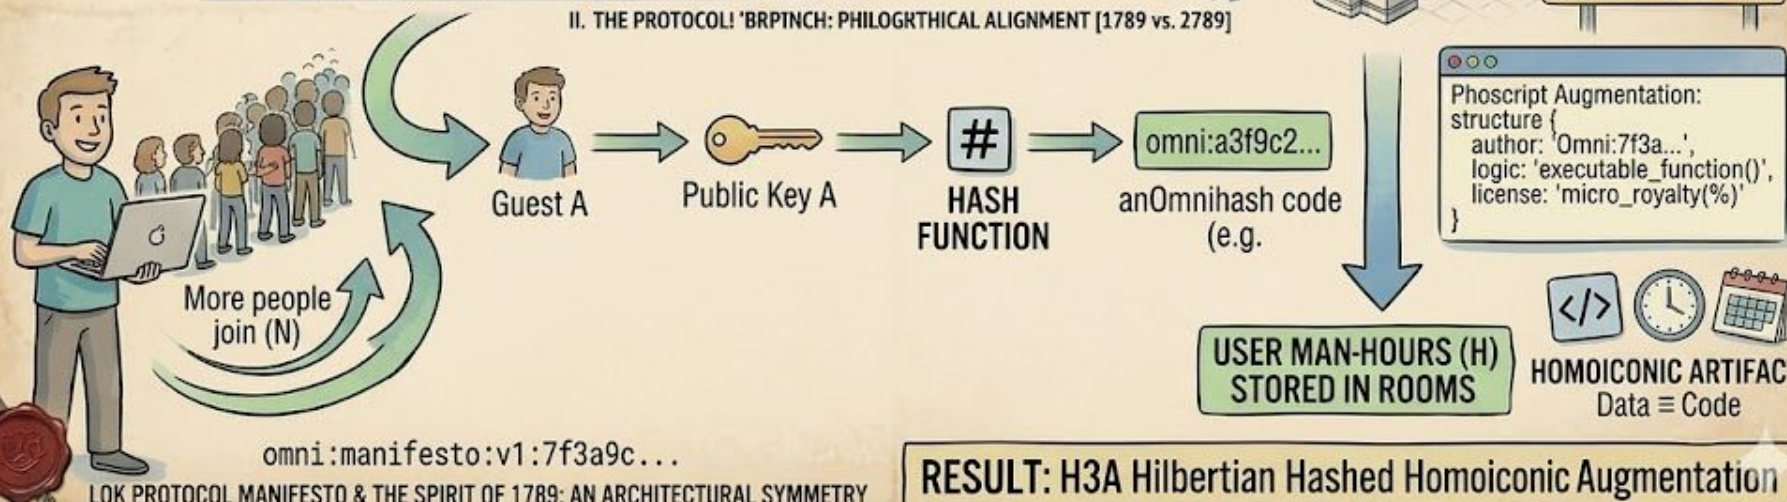 II. THE PROTOCOL! 'BRPTNCH: PHILOGRTHICAL ALIGNMENT [1789 vs. 2789]
Guest A
Public Key A
#
HASH
FUNCTION
omni:a3f9c2...
anOmnihash code
(e.g.
Phoscript Augmentation:
structure {
author: 'Omni:7f3a...',
logic: 'executable_function()',
license: 'micro_royalty(%)'
}
More people
join (N)
USER MAN-HOURS (H)
STORED IN ROOMS
</>
HOMOICONIC ARTIFAC
Data ≡ Code
omni:manifesto:v1:7f3a9c...
LOK PROTOCOL MANIFESTO & THE SPIRIT OF 1789: AN ARCHITECTURAL SYMMETRY
RESULT: H3A Hilbertian Hashed Homoiconic Augmentation